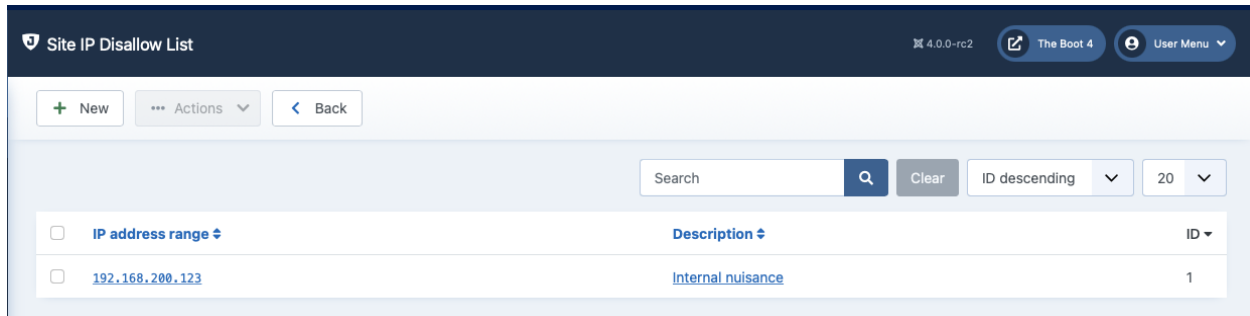 Site IP Disallow List 4.0.0-rc2 The Boot 4 User Menu
New ••• Actions Back
Search Clear ID descending 20
IP address range Description ID
192.168.200.123 Internal nuisance 1